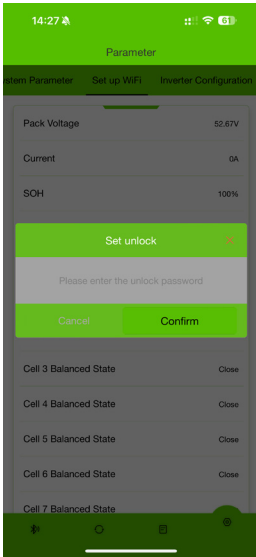 14:27
61
Parameter
ystem Parameter Set up WiFi Inverter Configuration
Pack Voltage 52.67V
Current 0A
SOH 100%
Set unlock
Please enter the unlock password
Cancel Confirm
Cell 3 Balanced State Close
Cell 4 Balanced State Close
Cell 5 Balanced State Close
Cell 6 Balanced State Close
Cell 7 Balanced State